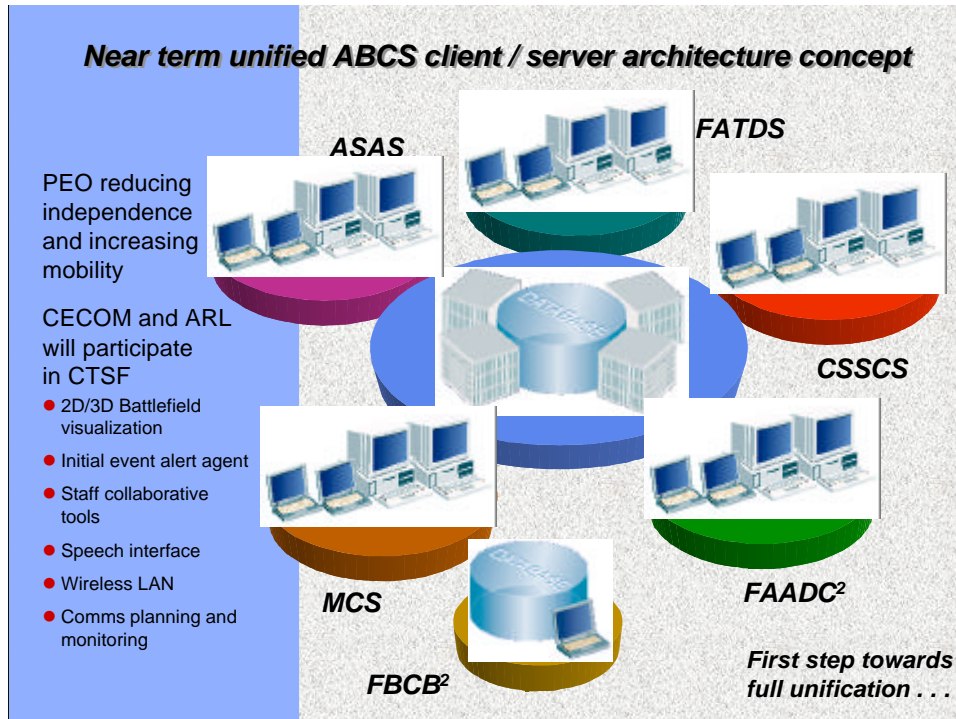 Near term unified ABCS client / server architecture concept
PEO reducing
independence
and increasing
mobility
CECOM and ARL
will participate
in CTSF
● 2D/3D Battlefield
visualization
● Initial event alert agent
● Staff collaborative
tools
● Speech interface
● Wireless LAN
● Comms planning and
monitoring
ASAS
FATDS
DATABASE
CSSCS
MCS
DATABASE
FAADC²
FBCB²
First step towards
full unification . . .